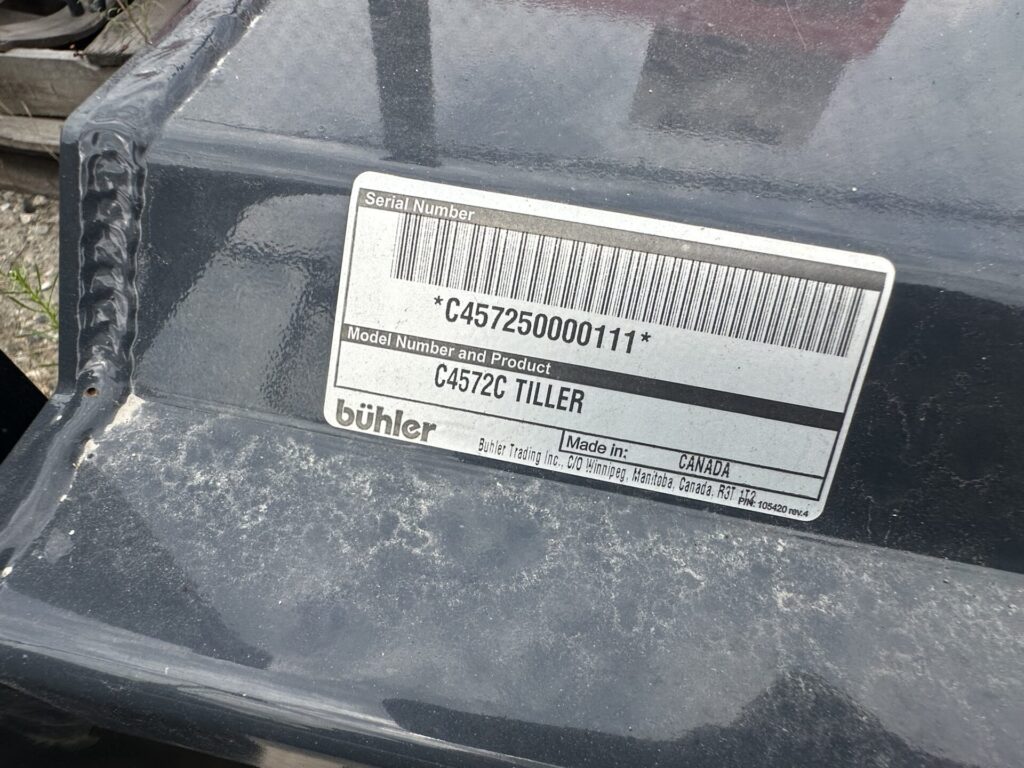 Serial Number
*C457250000111*
Model Number and Product
C4572C TILLER
bühler
Made in: CANADA
Buhler Trading Inc., C/O Winnipeg, Manitoba, Canada. R3T 1T2
P/N: 105420 rev.4